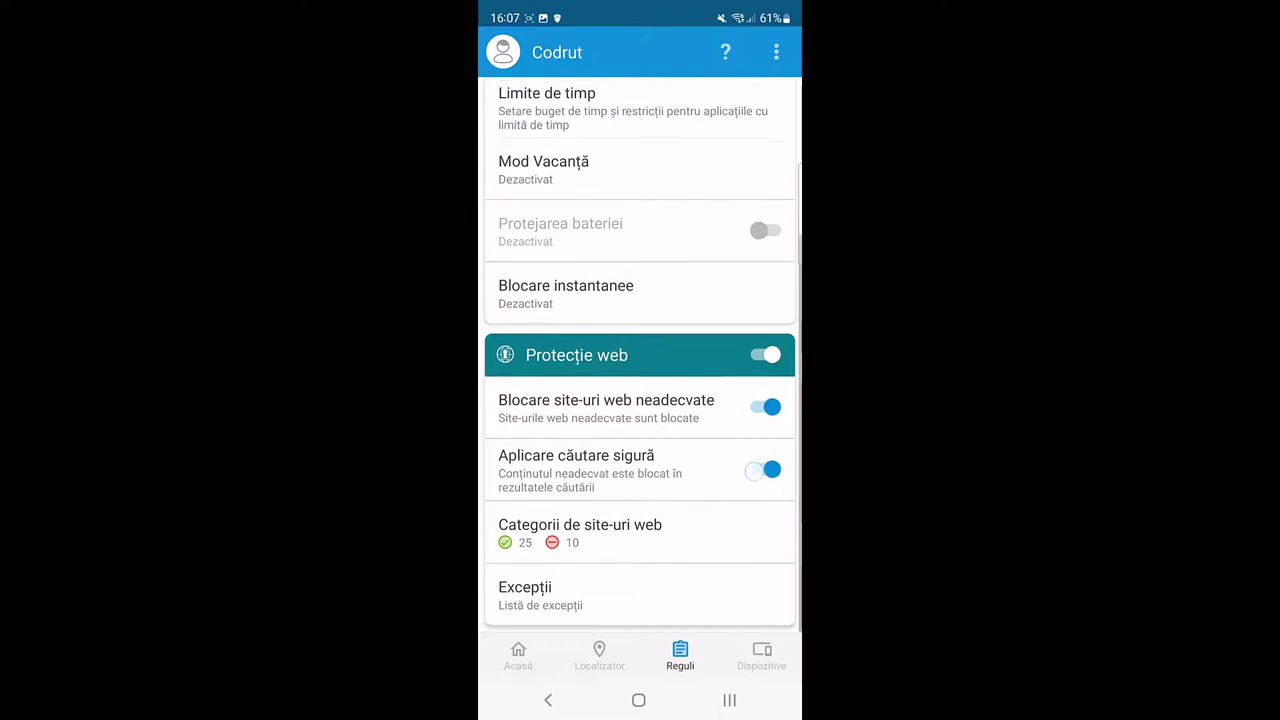 16:07
61%
Codrut
?
Limite de timp
Setare buget de timp și restricții pentru aplicațiile cu
limită de timp
Mod Vacanță
Dezactivat
Protejarea bateriei
Dezactivat
Blocare instantanee
Dezactivat
Protecție web
Blocare site-uri web neadecvate
Site-urile web neadecvate sunt blocate
Aplicare căutare sigură
Conținutul neadecvat este blocat în
rezultatele căutării
Categorii de site-uri web
25 10
Excepții
Listă de excepții
Acasă Localizator Reguli Dispozitive